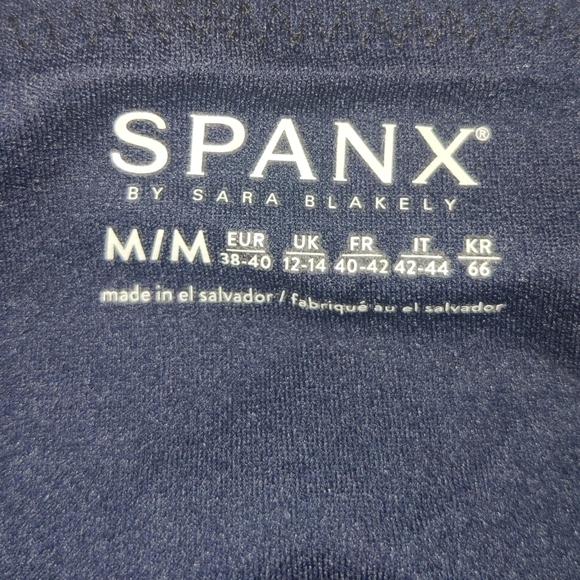 SPANX®
BY SARA BLAKELY
M/M EUR 38-40 UK 12-14 FR 40-42 IT 42-44 KR 66
made in el salvador / fabriqué au el salvador